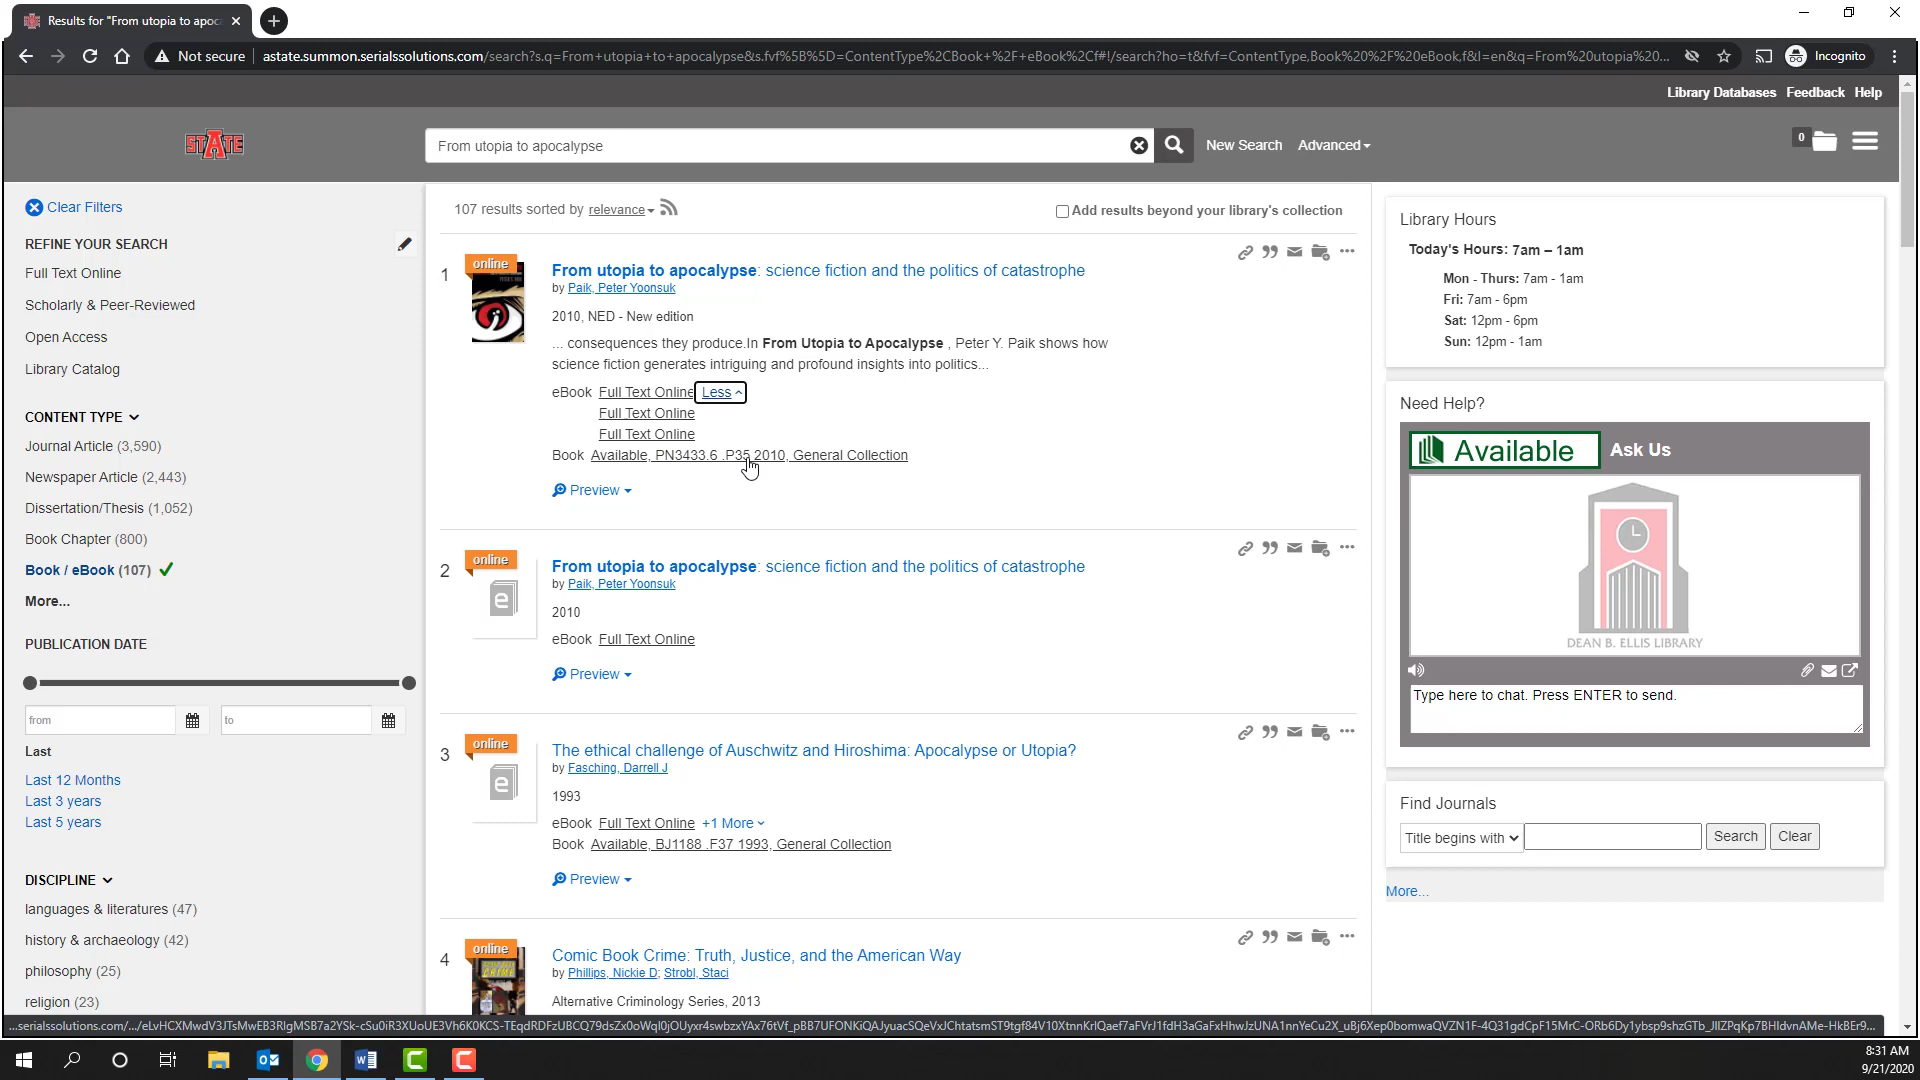 Results for "From utopia to apoc
Not secure
astate.summon.serialssolutions.com/search?s.q=From+utopia+to+apocalypse&s.fvf%5B%5D=ContentType%2CBook+%2F+eBook%2Cf#!/search?ho=t&fvf=ContentType,Book%20%2F%20eBook,f&l=en&q=From%20utopia%20...
Incognito
Library Databases Feedback Help
STATE
From utopia to apocalypse
New Search Advanced
0
Clear Filters
REFINE YOUR SEARCH
Full Text Online
Scholarly & Peer-Reviewed
Open Access
Library Catalog
CONTENT TYPE
Journal Article (3,590)
Newspaper Article (2,443)
Dissertation/Thesis (1,052)
Book Chapter (800)
Book / eBook (107)
More...
PUBLICATION DATE
from
to
Last
Last 12 Months
Last 3 years
Last 5 years
DISCIPLINE
languages & literatures (47)
history & archaeology (42)
philosophy (25)
religion (23)
107 results sorted by relevance
Add results beyond your library's collection
1
online
From utopia to apocalypse: science fiction and the politics of catastrophe
by Paik, Peter Yoonsuk
2010, NED - New edition
... consequences they produce.In From Utopia to Apocalypse , Peter Y. Paik shows how
science fiction generates intriguing and profound insights into politics...
eBook Full Text Online Less
Full Text Online
Full Text Online
Book Available, PN3433.6 .P35 2010, General Collection
Preview
2
online
From utopia to apocalypse: science fiction and the politics of catastrophe
by Paik, Peter Yoonsuk
2010
eBook Full Text Online
Preview
3
online
The ethical challenge of Auschwitz and Hiroshima: Apocalypse or Utopia?
by Fasching, Darrell J
1993
eBook Full Text Online +1 More
Book Available, BJ1188 .F37 1993, General Collection
Preview
4
online
Comic Book Crime: Truth, Justice, and the American Way
by Phillips, Nickie D; Strobl, Staci
Alternative Criminology Series, 2013
Library Hours
Today's Hours: 7am – 1am
Mon - Thurs: 7am - 1am
Fri: 7am - 6pm
Sat: 12pm - 6pm
Sun: 12pm - 1am
Need Help?
Available Ask Us
DEAN B. ELLIS LIBRARY
Type here to chat. Press ENTER to send.
Find Journals
Title begins with
Search
Clear
More...
8:31 AM
9/21/2020